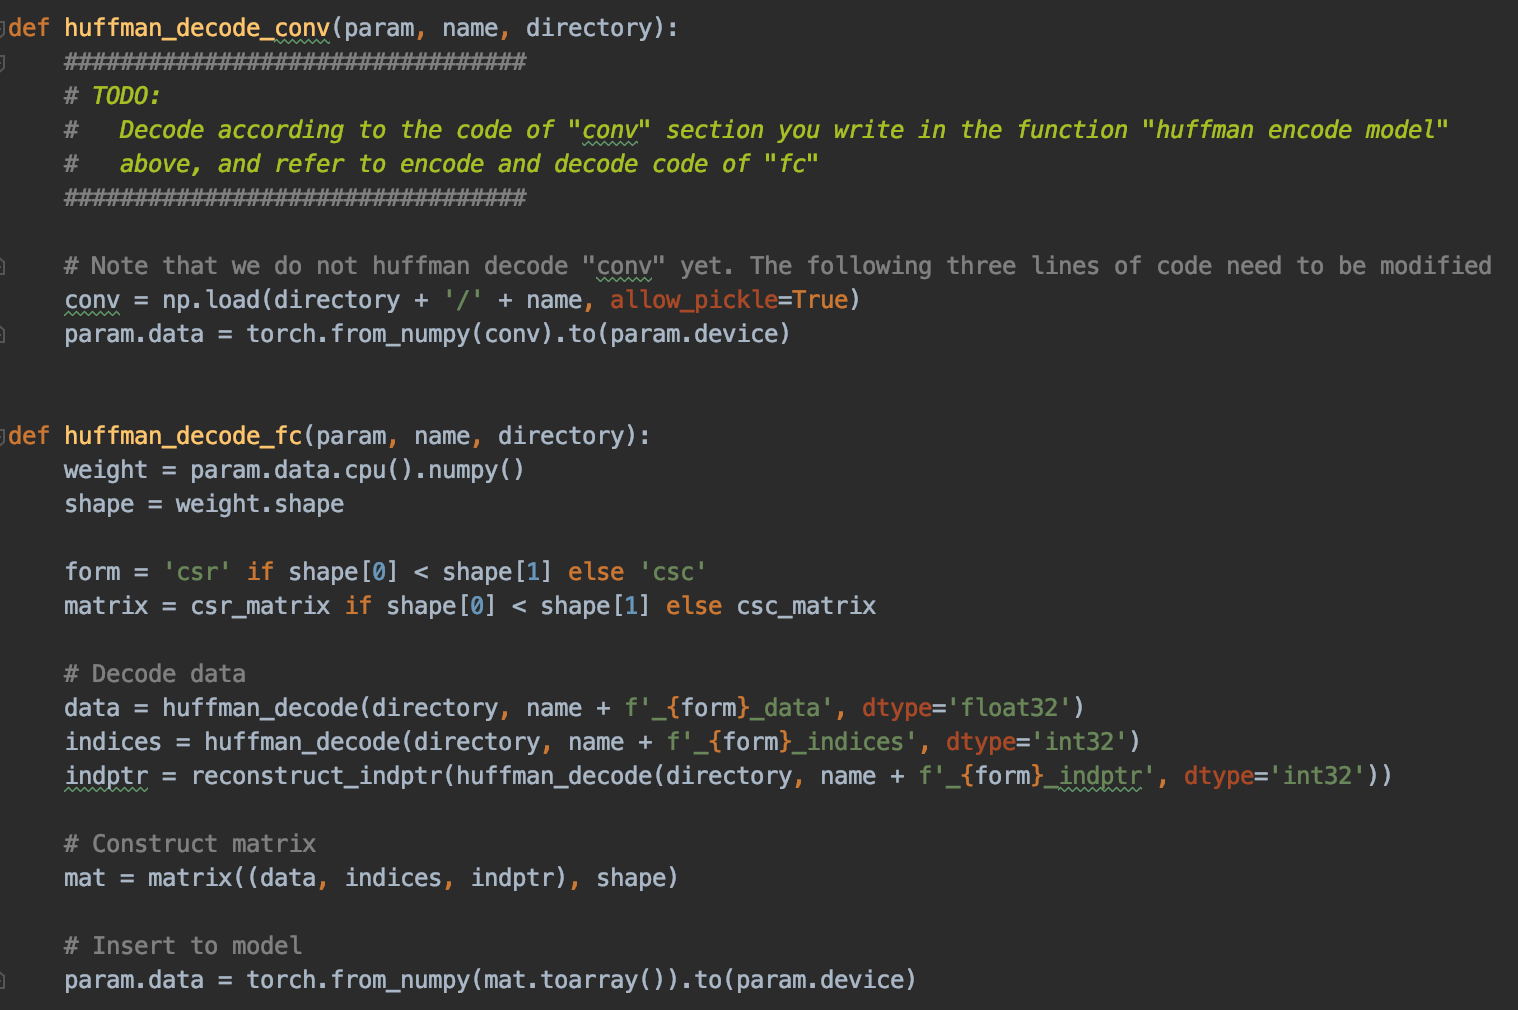 def huffman_decode_conv(param, name, directory):
    #################################
    # TODO:
    #   Decode according to the code of "conv" section you write in the function "huffman encode model"
    #   above, and refer to encode and decode code of "fc"
    #################################

    # Note that we do not huffman decode "conv" yet. The following three lines of code need to be modified
    conv = np.load(directory + '/' + name, allow_pickle=True)
    param.data = torch.from_numpy(conv).to(param.device)


def huffman_decode_fc(param, name, directory):
    weight = param.data.cpu().numpy()
    shape = weight.shape

    form = 'csr' if shape[0] < shape[1] else 'csc'
    matrix = csr_matrix if shape[0] < shape[1] else csc_matrix

    # Decode data
    data = huffman_decode(directory, name + f'_{form}_data', dtype='float32')
    indices = huffman_decode(directory, name + f'_{form}_indices', dtype='int32')
    indptr = reconstruct_indptr(huffman_decode(directory, name + f'_{form}_indptr', dtype='int32'))

    # Construct matrix
    mat = matrix((data, indices, indptr), shape)

    # Insert to model
    param.data = torch.from_numpy(mat.toarray()).to(param.device)